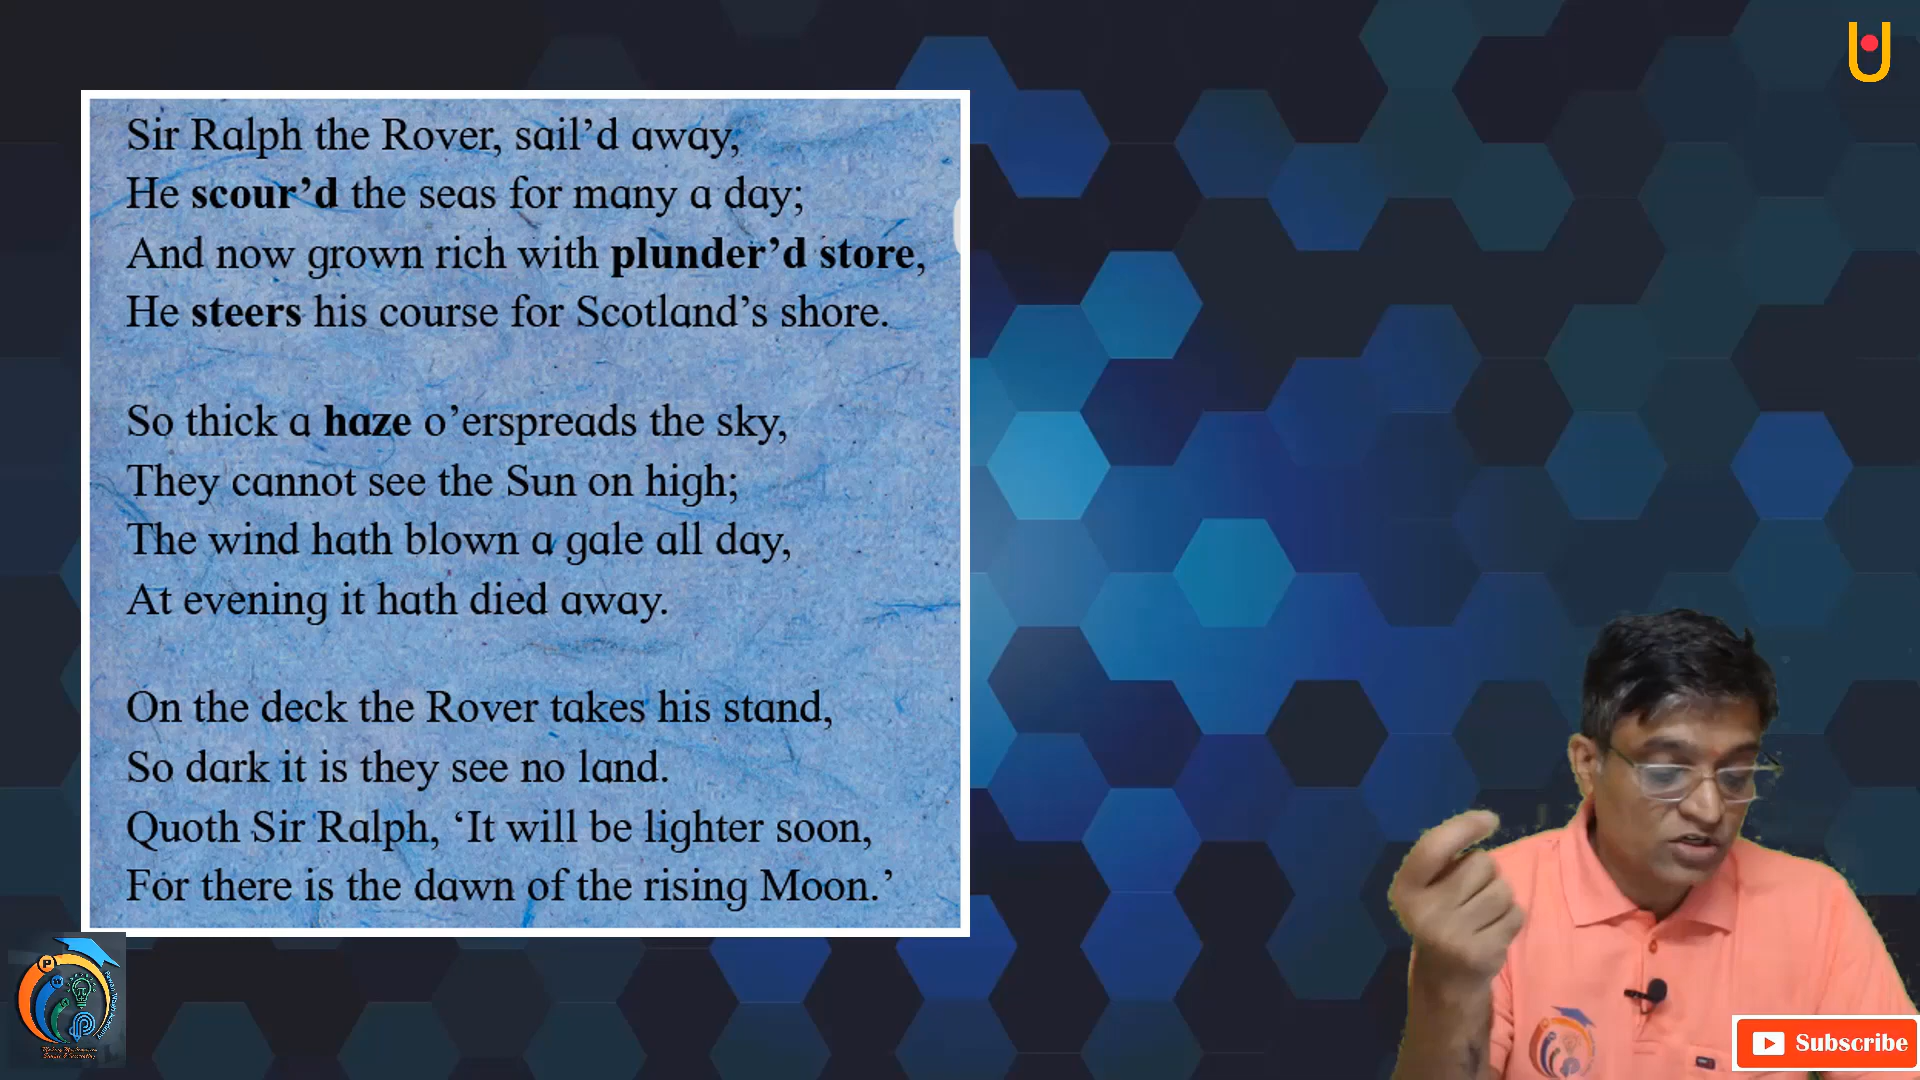 Sir Ralph the Rover, sail’d away,
He scour’d the seas for many a day;
And now grown rich with plunder’d store,
He steers his course for Scotland’s shore.
So thick a haze o’erspreads the sky,
They cannot see the Sun on high;
The wind hath blown a gale all day,
At evening it hath died away.
On the deck the Rover takes his stand,
So dark it is they see no land.
Quoth Sir Ralph, ‘It will be lighter soon,
For there is the dawn of the rising Moon.’
Subscribe